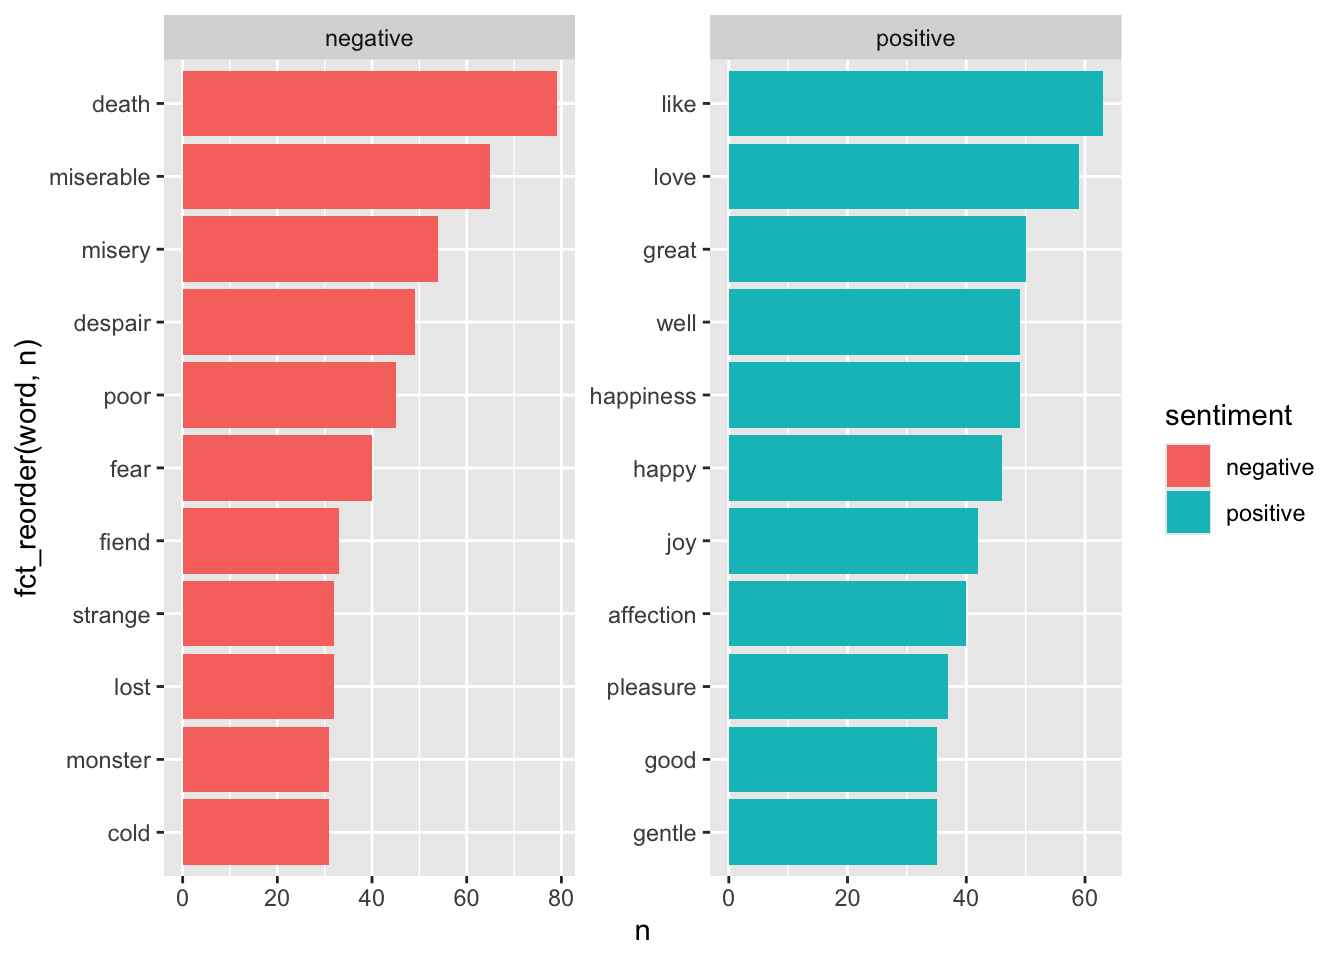 negative
positive
death
miserable
misery
despair
poor
fear
fiend
strange
lost
monster
cold
like
love
great
well
happiness
happy
joy
affection
pleasure
good
gentle
0 20 40 60 80
0 20 40 60
n
fct_reorder(word, n)
sentiment
negative
positive